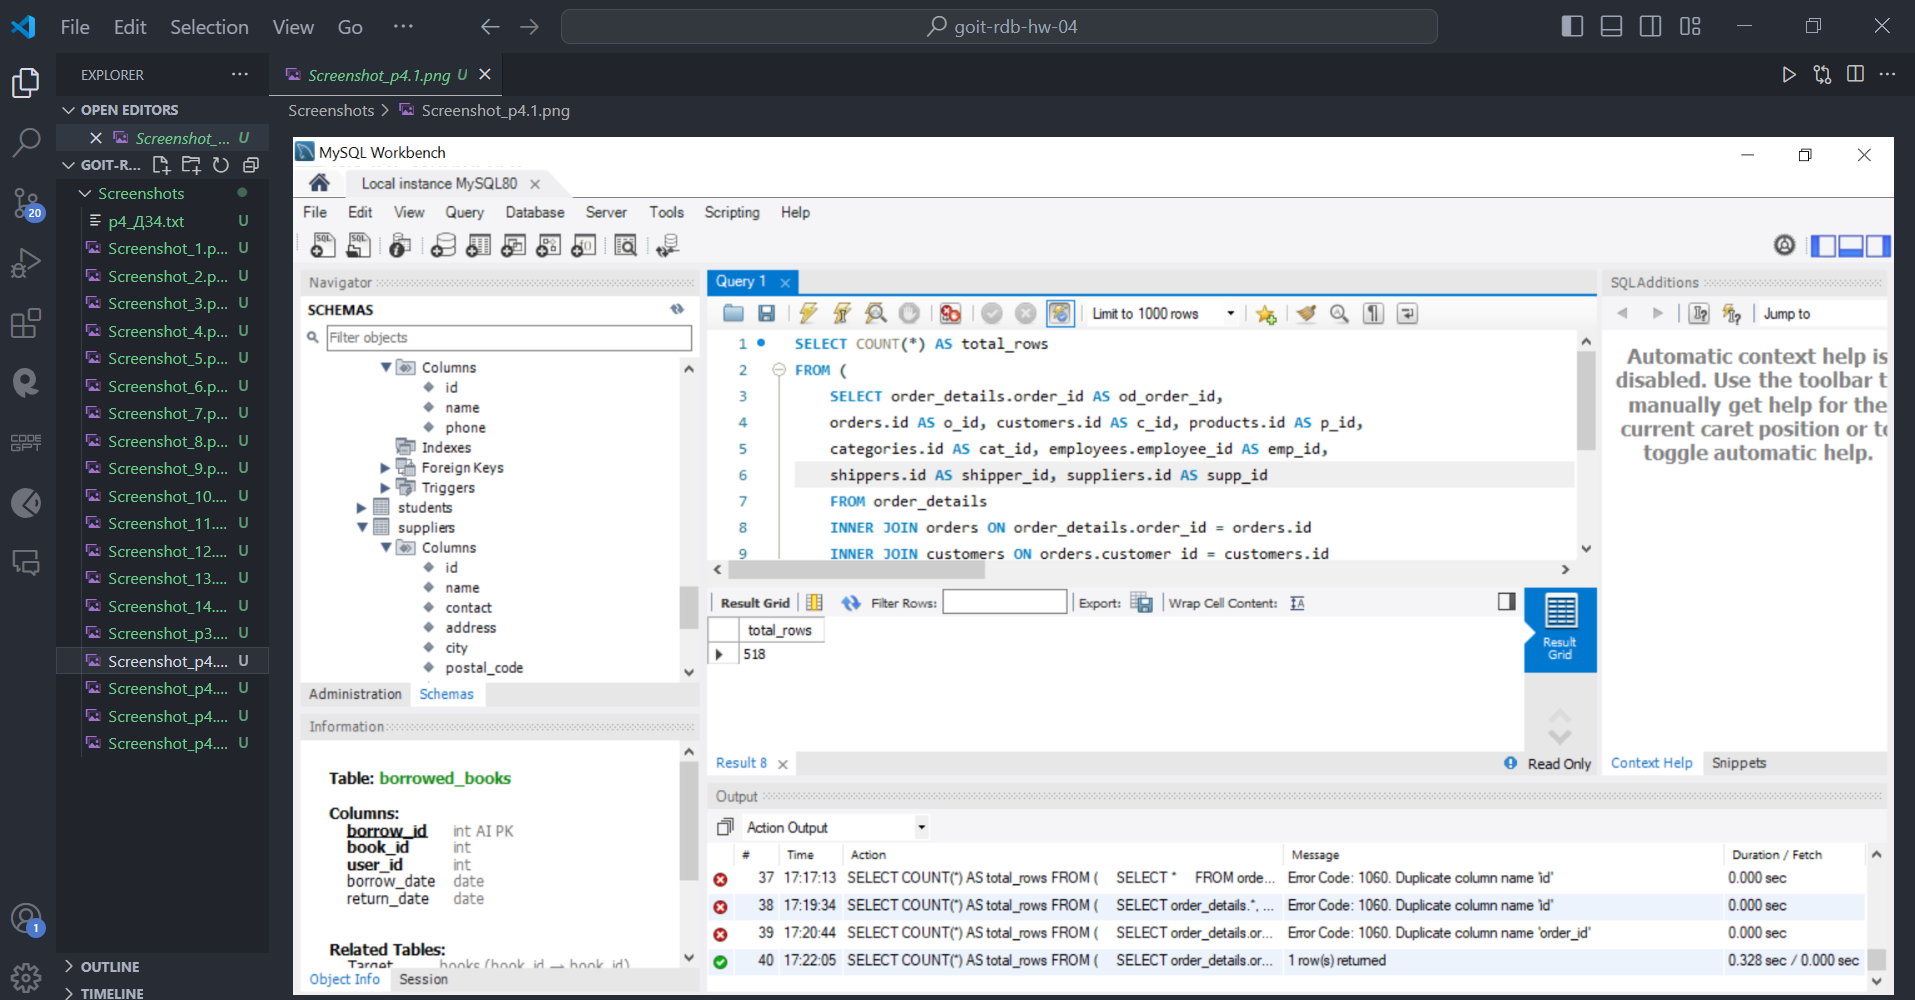 File Edit Selection View Go ··· goit-rdb-hw-04
EXPLORER ···
OPEN EDITORS
Screenshot_... U
GOIT-R...
Screenshots
p4_ДЗ4.txt U
Screenshot_1.p... U
Screenshot_2.p... U
Screenshot_3.p... U
Screenshot_4.p... U
Screenshot_5.p... U
Screenshot_6.p... U
Screenshot_7.p... U
Screenshot_8.p... U
Screenshot_9.p... U
Screenshot_10.... U
Screenshot_11.... U
Screenshot_12.... U
Screenshot_13.... U
Screenshot_14.... U
Screenshot_p3.... U
Screenshot_p4.... U
Screenshot_p4.... U
Screenshot_p4.... U
Screenshot_p4.... U
OUTLINE
TIMELINE
20
CODE
GPT
1
Screenshot_p4.1.png U
Screenshots > Screenshot_p4.1.png
MySQL Workbench
Local instance MySQL80
File Edit View Query Database Server Tools Scripting Help
Navigator
SCHEMAS
Filter objects
Columns
id
name
phone
Indexes
Foreign Keys
Triggers
students
suppliers
Columns
id
name
contact
address
city
postal_code
Administration Schemas
Information
Table: borrowed_books
Columns:
borrow_id int AI PK
book_id int
user_id int
borrow_date date
return_date date
Related Tables:
Target books (book_id → book_id)
Object Info Session
Query 1
Limit to 1000 rows
1 SELECT COUNT(*) AS total_rows
2 FROM (
3 SELECT order_details.order_id AS od_order_id,
4 orders.id AS o_id, customers.id AS c_id, products.id AS p_id,
5 categories.id AS cat_id, employees.employee_id AS emp_id,
6 shippers.id AS shipper_id, suppliers.id AS supp_id
7 FROM order_details
8 INNER JOIN orders ON order_details.order_id = orders.id
9 INNER JOIN customers ON orders.customer_id = customers.id
Result Grid Filter Rows: Export: Wrap Cell Content:
total_rows
518
Result
Grid
Result 8 Read Only
SQLAdditions
Jump to
Automatic context help is
disabled. Use the toolbar t
manually get help for the
current caret position or to
toggle automatic help.
Context Help Snippets
Output
Action Output
# Time Action Message Duration / Fetch
37 17:17:13 SELECT COUNT(*) AS total_rows FROM ( SELECT * FROM orde... Error Code: 1060. Duplicate column name 'id' 0.000 sec
38 17:19:34 SELECT COUNT(*) AS total_rows FROM ( SELECT order_details.*, ... Error Code: 1060. Duplicate column name 'id' 0.000 sec
39 17:20:44 SELECT COUNT(*) AS total_rows FROM ( SELECT order_details.or... Error Code: 1060. Duplicate column name 'order_id' 0.000 sec
40 17:22:05 SELECT COUNT(*) AS total_rows FROM ( SELECT order_details.or... 1 row(s) returned 0.328 sec / 0.000 sec